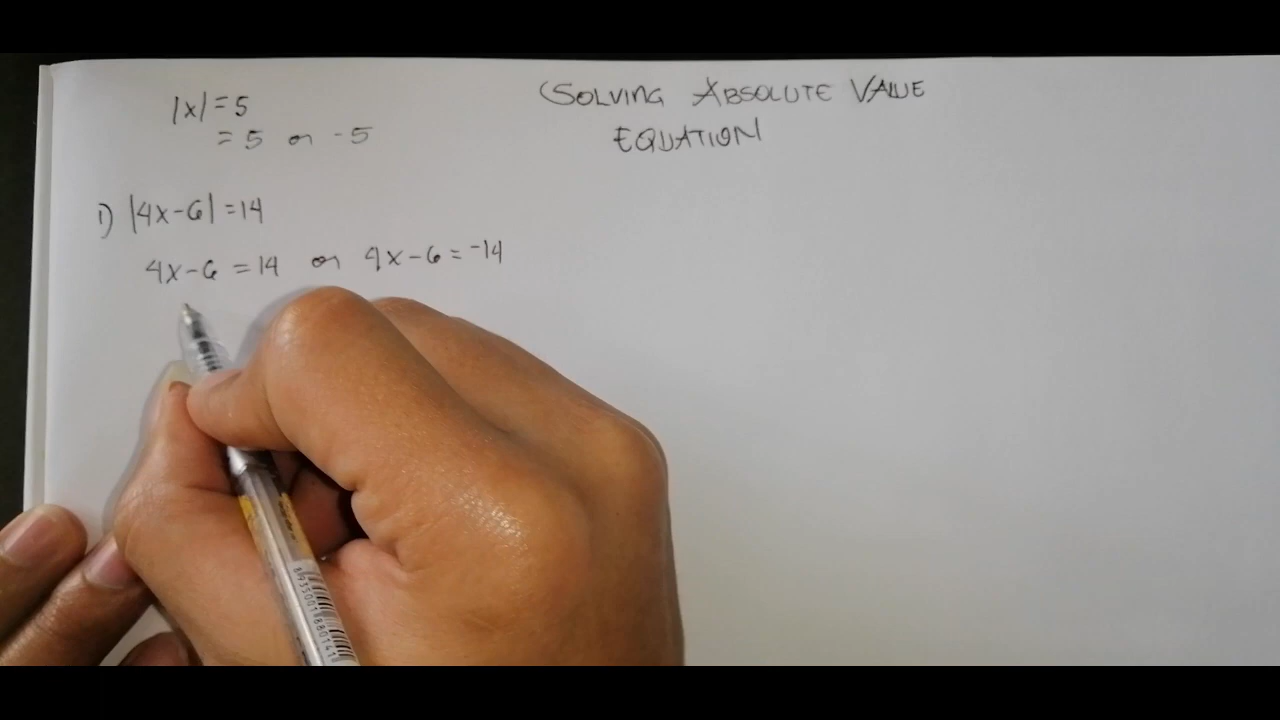 |x| = 5
= 5 or -5
SOLVING ABSOLUTE VALUE
EQUATION
1) |4x-6| = 14
4x-6 = 14 or 4x-6 = -14
8935001880141